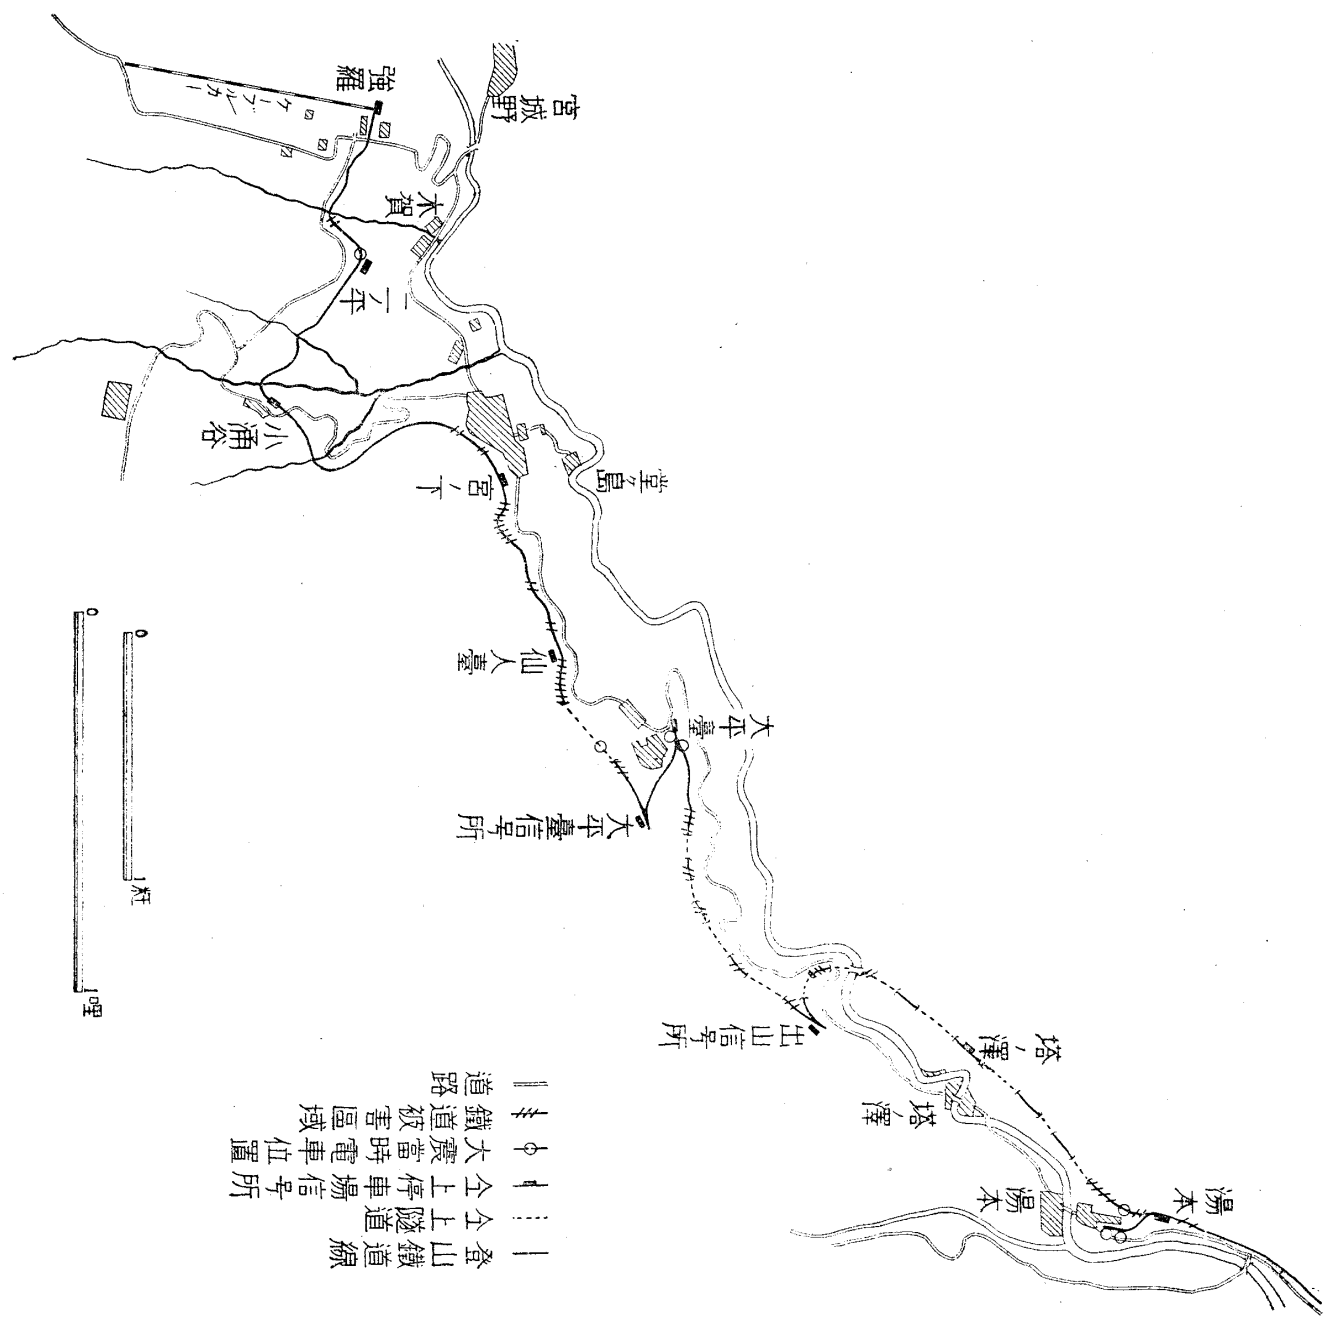 強羅
ケーブルカー
宮城野
木賀
二ノ平
小涌谷
宮ノ下
堂ヶ島
仙人臺
大平臺
大平臺信号所
出山信号所
塔ノ澤
塔ノ澤
湯本
湯本
0
1粁
0
1哩
登山鐵道線
仝上隧道
仝上停車場信号所
大震當時電車位置
鐵道被害區域
道路